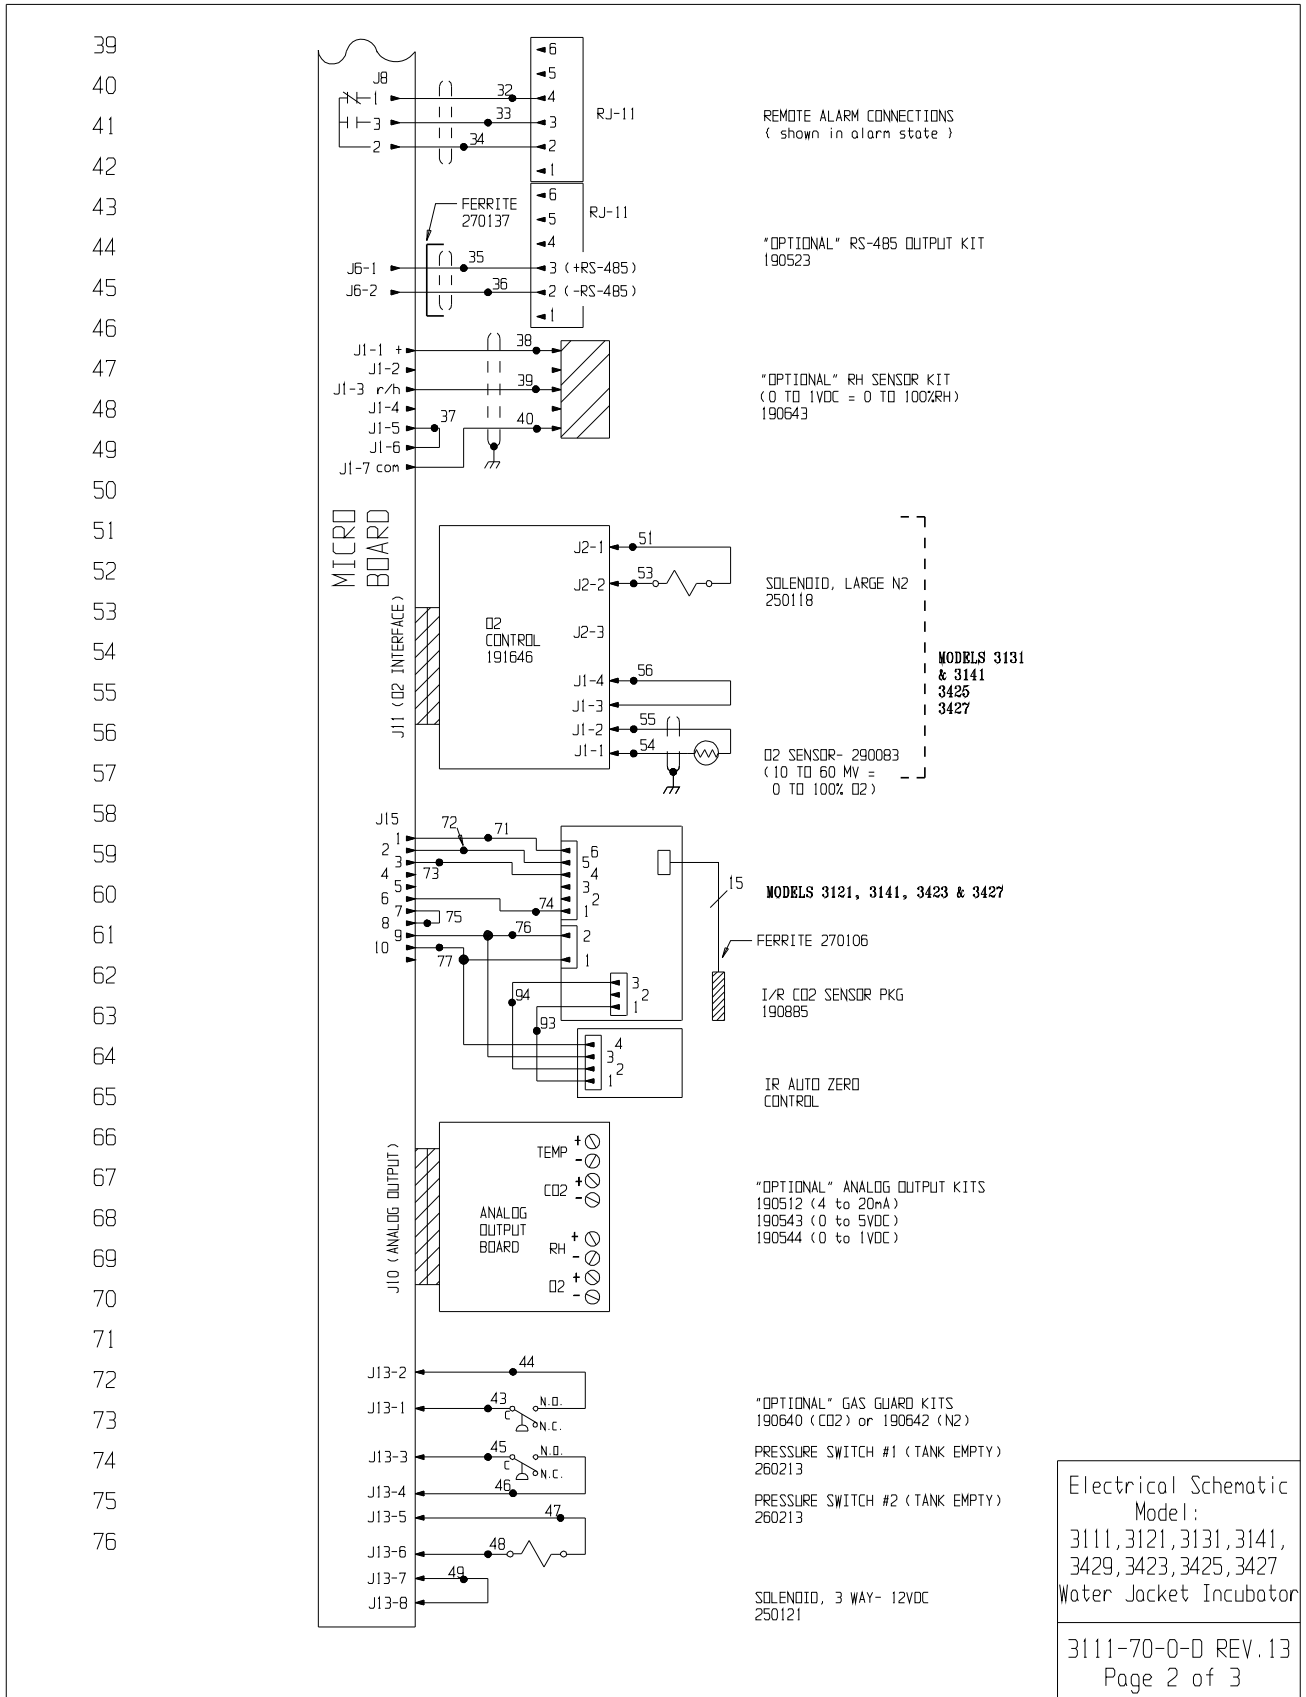 39
40
41
42
43
44
45
46
47
48
49
50
51
52
53
54
55
56
57
58
59
60
61
62
63
64
65
66
67
68
69
70
71
72
73
74
75
76
MICRO
BOARD
J8
1
3
2
32
33
34
6
5
4
3
2
1
RJ-11
REMOTE ALARM CONNECTIONS
( shown in alarm state )
FERRITE
270137
J6-1
J6-2
35
36
6
5
4
3 (+RS-485)
2 (-RS-485)
1
RJ-11
"OPTIONAL" RS-485 OUTPUT KIT
190523
J1-1 +
J1-2
J1-3 r/h
J1-4
J1-5
J1-6
J1-7 com
37
38
39
40
"OPTIONAL" RH SENSOR KIT
(0 TO 1VDC = 0 TO 100%RH)
190643
J11 (O2 INTERFACE)
O2
CONTROL
191646
J2-1
J2-2
J2-3
J1-4
J1-3
J1-2
J1-1
51
53
56
55
54
SOLENOID, LARGE N2
250118
MODELS 3131
& 3141
3425
3427
O2 SENSOR- 290083
(10 TO 60 MV =
0 TO 100% O2)
J15
1
2
3
4
5
6
7
8
9
10
72
71
73
74
75
76
77
6
5
4
3
2
1
2
1
3
2
1
94
93
4
3
2
1
15
MODELS 3121, 3141, 3423 & 3427
FERRITE 270106
I/R CO2 SENSOR PKG
190885
IR AUTO ZERO
CONTROL
J10 (ANALOG OUTPUT)
ANALOG
OUTPUT
BOARD
TEMP + -
CO2 + -
RH + -
O2 + -
"OPTIONAL" ANALOG OUTPUT KITS
190512 (4 to 20mA)
190543 (0 to 5VDC)
190544 (0 to 1VDC)
J13-2
J13-1
J13-3
J13-4
J13-5
J13-6
J13-7
J13-8
44
43
C
N.O.
N.C.
45
C
N.O.
N.C.
46
47
48
49
"OPTIONAL" GAS GUARD KITS
190640 (CO2) or 190642 (N2)
PRESSURE SWITCH #1 (TANK EMPTY)
260213
PRESSURE SWITCH #2 (TANK EMPTY)
260213
SOLENOID, 3 WAY- 12VDC
250121
Electrical Schematic
Model:
3111,3121,3131,3141,
3429,3423,3425,3427
Water Jacket Incubator
3111-70-0-D REV.13
Page 2 of 3